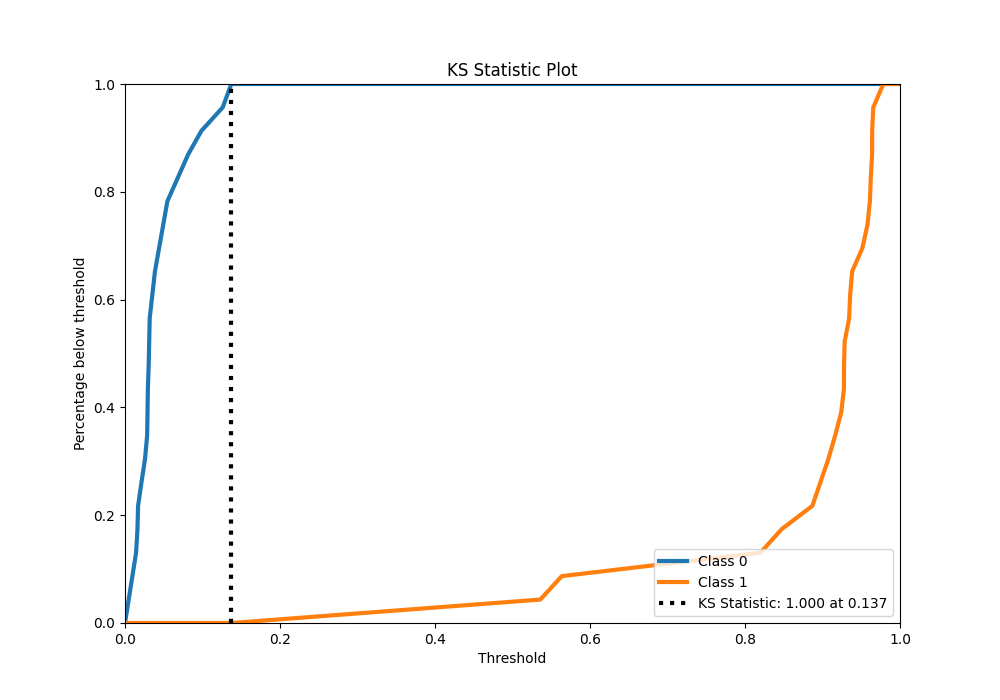 KS Statistic Plot
Percentage below threshold
1.0
0.8
0.6
0.4
0.2
0.0
0.0 0.2 0.4 0.6 0.8 1.0
Threshold
Class 0
Class 1
KS Statistic: 1.000 at 0.137